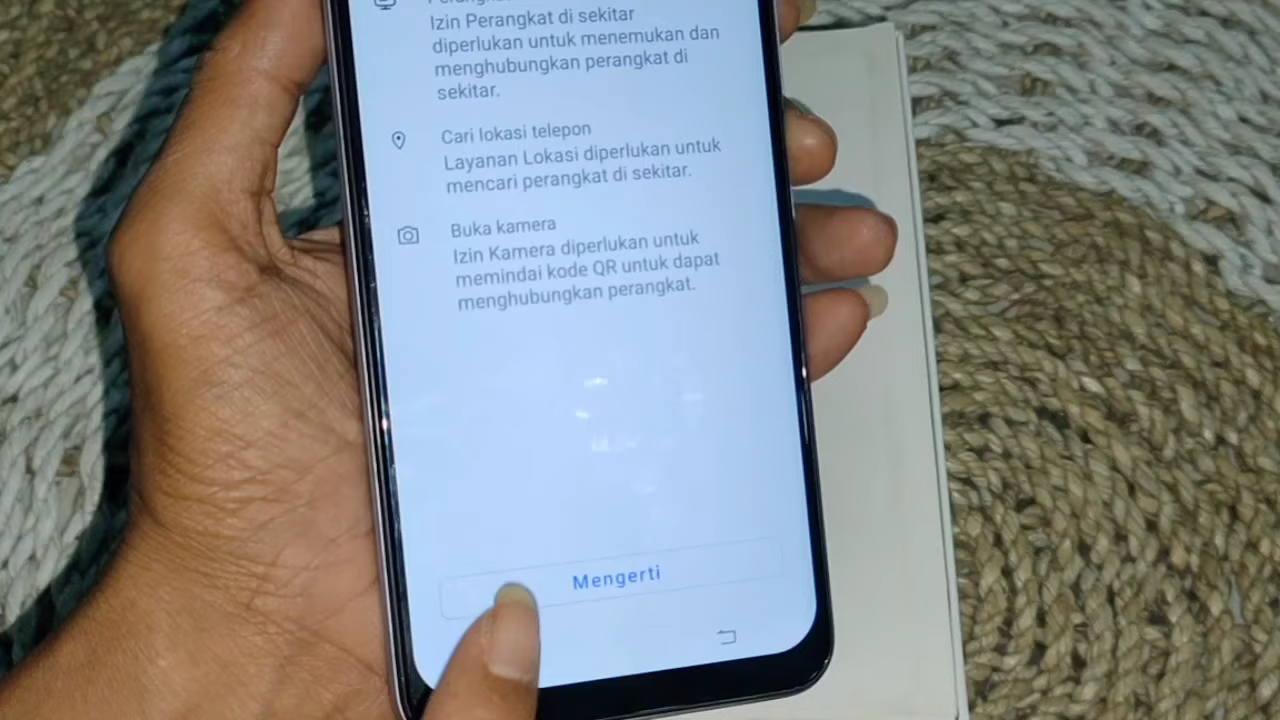 Izin Perangkat di sekitar
diperlukan untuk menemukan dan
menghubungkan perangkat di
sekitar.
Cari lokasi telepon
Layanan Lokasi diperlukan untuk
mencari perangkat di sekitar.
Buka kamera
Izin Kamera diperlukan untuk
memindai kode QR untuk dapat
menghubungkan perangkat.
Mengerti